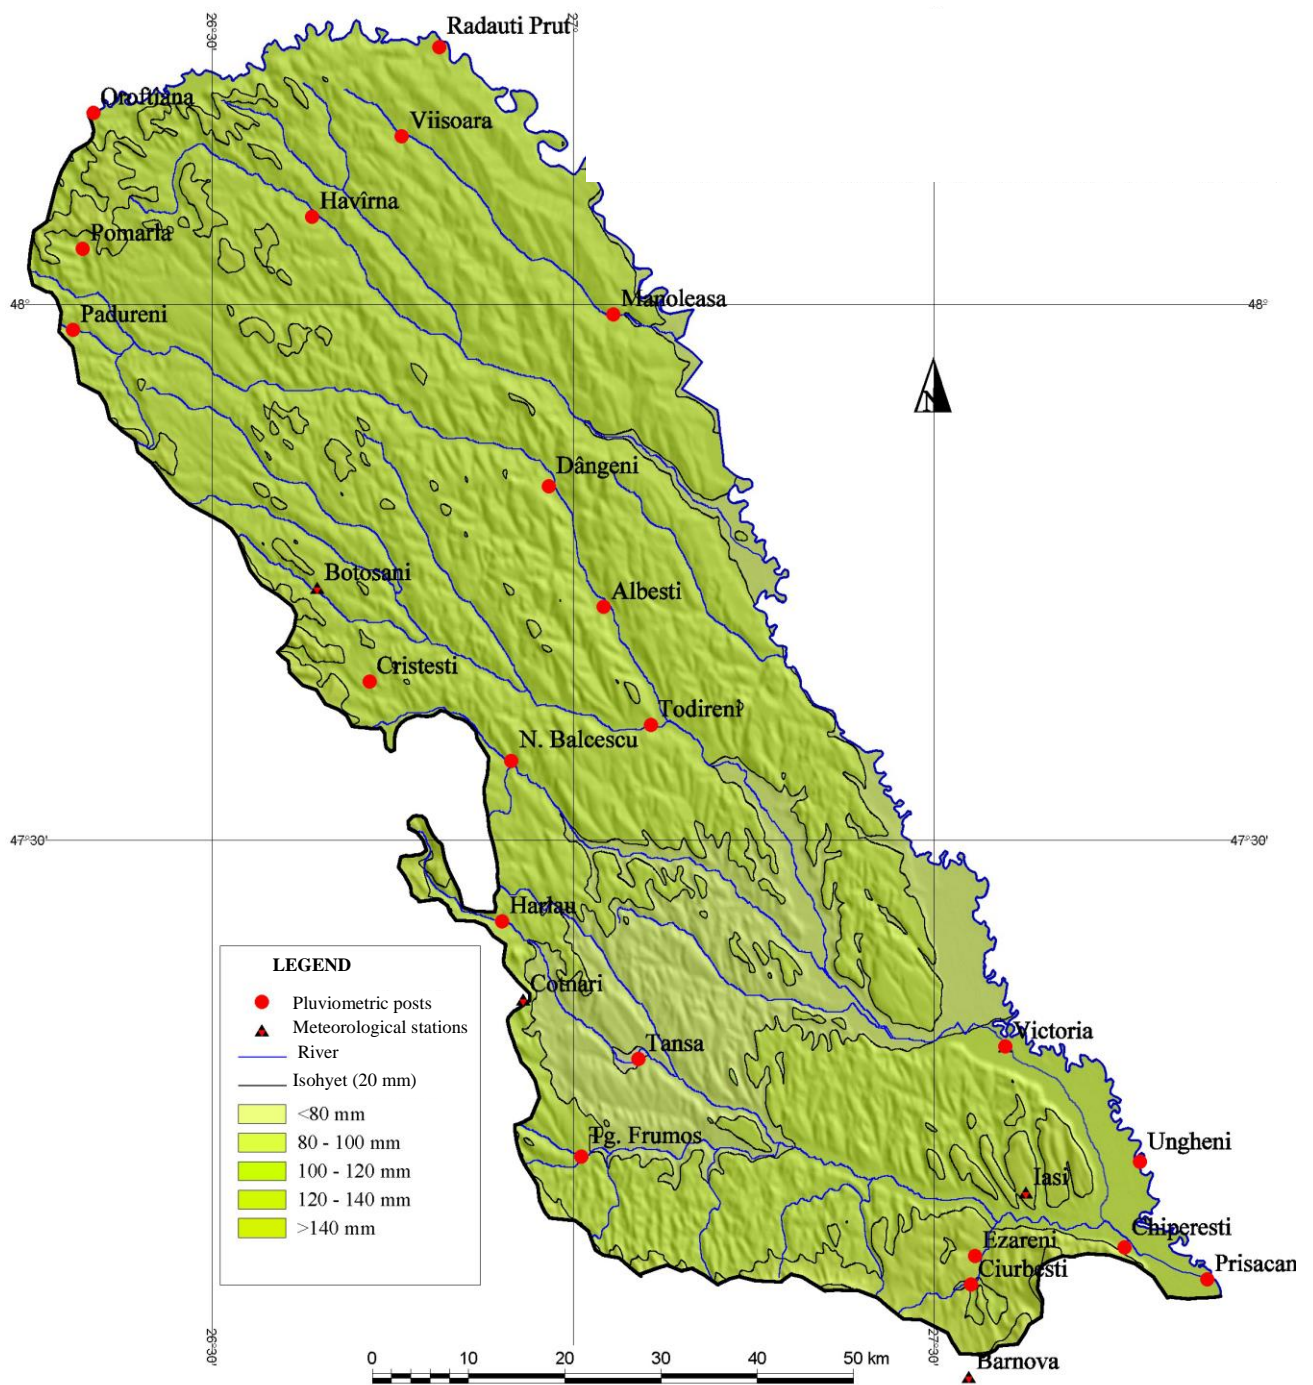 26°30'
27°
Radauti Prut
Oroftiana
Viisoara
Havîrna
Pomarla
48°
Manoleasa
48°
Padureni
N
Dângeni
Botosani
Albesti
Cristesti
Todireni
N. Balcescu
47°30'
47°30'
Harlau
LEGEND
Pluviometric posts
Meteorological stations
River
Isohyet (20 mm)
<80 mm
80 - 100 mm
100 - 120 mm
120 - 140 mm
>140 mm
Cotnari
Tansa
Victoria
Tg. Frumos
Ungheni
Iasi
Chiperesti
Ezareni
Ciurbesti
Prisacan
26°30'
27°30'
0 10 20 30 40 50 km
Barnova